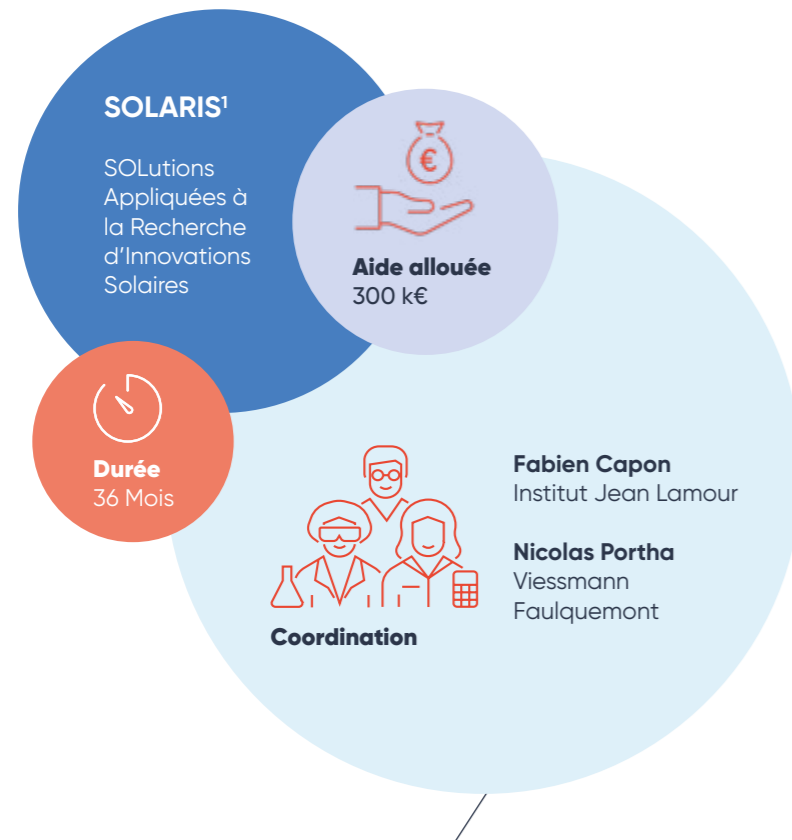 SOLARIS¹
SOLutions
Appliquées à
la Recherche
d'Innovations
Solaires
€
Aide allouée
300 k€
Durée
36 Mois
Fabien Capon
Institut Jean Lamour
Nicolas Portha
Viessmann
Faulquemont
Coordination